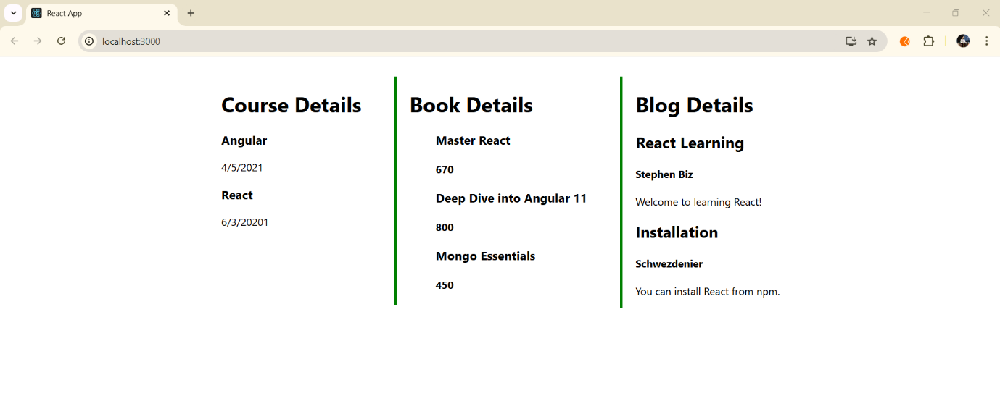 React App
localhost:3000
Course Details
Angular
4/5/2021
React
6/3/20201
Book Details
Master React
670
Deep Dive into Angular 11
800
Mongo Essentials
450
Blog Details
React Learning
Stephen Biz
Welcome to learning React!
Installation
Schwezdenier
You can install React from npm.